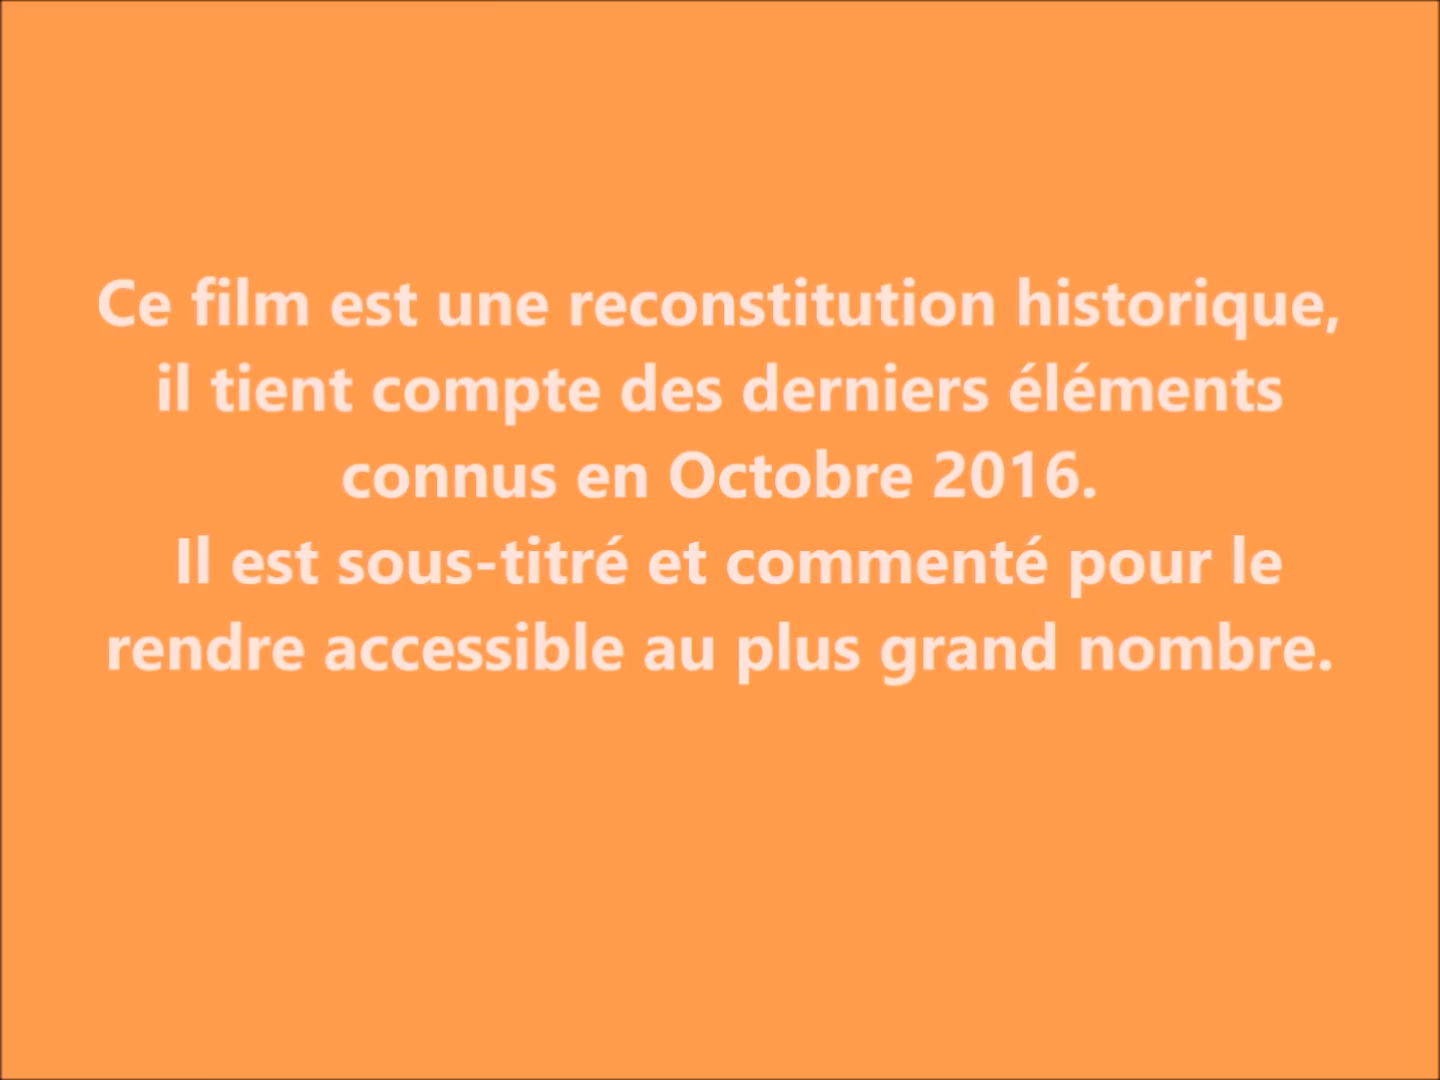 Ce film est une reconstitution historique,
il tient compte des derniers éléments
connus en Octobre 2016.
Il est sous-titré et commenté pour le
rendre accessible au plus grand nombre.